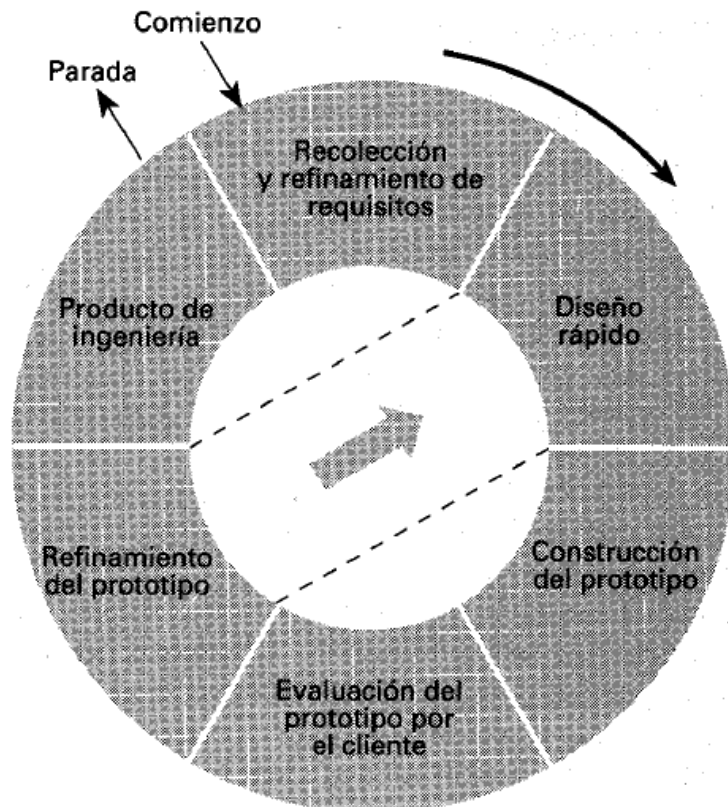 Comienzo
Parada
Recolección
y refinamiento de
requisitos
Diseño
rápido
Construcción
del prototipo
Evaluación del
prototipo por
el cliente
Refinamiento
del prototipo
Producto de
ingeniería